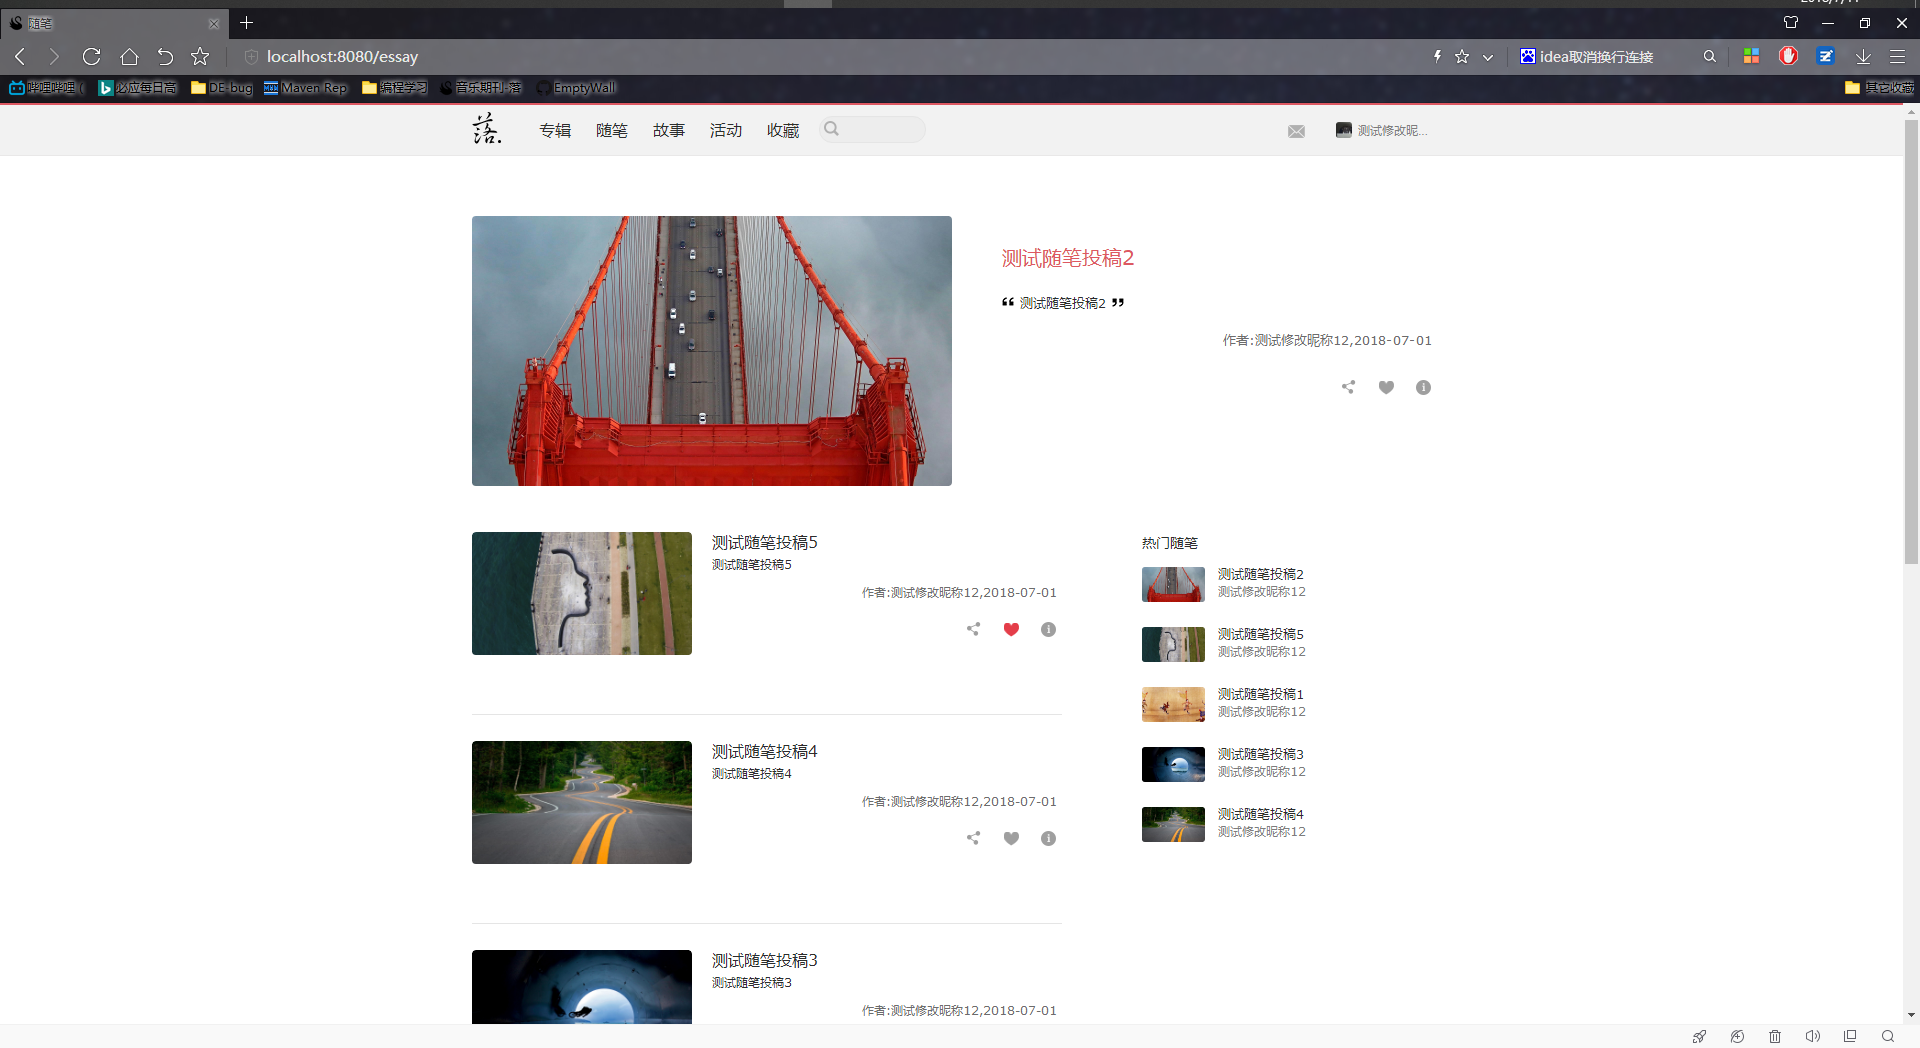 随笔
localhost:8080/essay
idea取消换行连接
哔哩哔哩 (
必应每日高
DE-bug
Maven Rep
编程学习
音乐期刊-落
EmptyWall
其它收藏
落.
专辑
随笔
故事
活动
收藏
测试修改昵...
测试随笔投稿2
“ 测试随笔投稿2 ”
作者:测试修改昵称12,2018-07-01
测试随笔投稿5
测试随笔投稿5
作者:测试修改昵称12,2018-07-01
测试随笔投稿4
测试随笔投稿4
作者:测试修改昵称12,2018-07-01
测试随笔投稿3
测试随笔投稿3
作者:测试修改昵称12,2018-07-01
热门随笔
测试随笔投稿2
测试修改昵称12
测试随笔投稿5
测试修改昵称12
测试随笔投稿1
测试修改昵称12
测试随笔投稿3
测试修改昵称12
测试随笔投稿4
测试修改昵称12